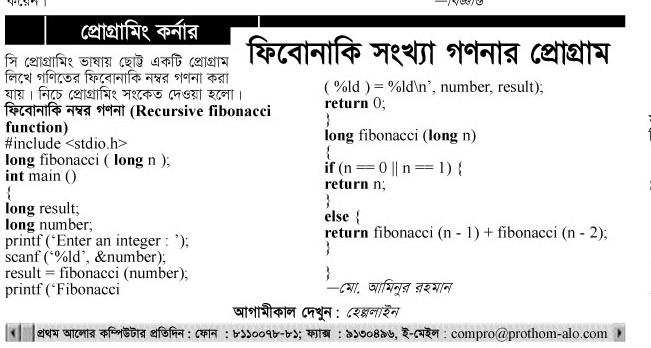 প্রোগ্রামিং কর্নার
ফিবোনাকি সংখ্যা গণনার প্রোগ্রাম
সি প্রোগ্রামিং ভাষায় ছোট্ট একটি প্রোগ্রাম
লিখে গণিতের ফিবোনাকি নম্বর গণনা করা
যায়। নিচে প্রোগ্রামিং সংকেত দেওয়া হলো।
ফিবোনাকি নম্বর গণনা (Recursive fibonacci
function)
#include <stdio.h>
long fibonacci ( long n );
int main ()
{
long result;
long number;
printf (‘Enter an integer : ’);
scanf (‘%ld’, &number);
result = fibonacci (number);
printf (‘Fibonacci
( %ld ) = %ld\n’, number, result);
return 0;
}
long fibonacci (long n)
{
if (n == 0 || n == 1) {
return n;
}
else {
return fibonacci (n - 1) + fibonacci (n - 2);
}
}
—মো. আমিনুর রহমান
আগামীকাল দেখুন : হেল্পলাইন
প্রথম আলোর কম্পিউটার প্রতিদিন : ফোন : ৮১১০০৭৮-৮১; ফ্যাক্স : ৯১৩০৪৯৬, ই-মেইল : compro@prothom-alo.com